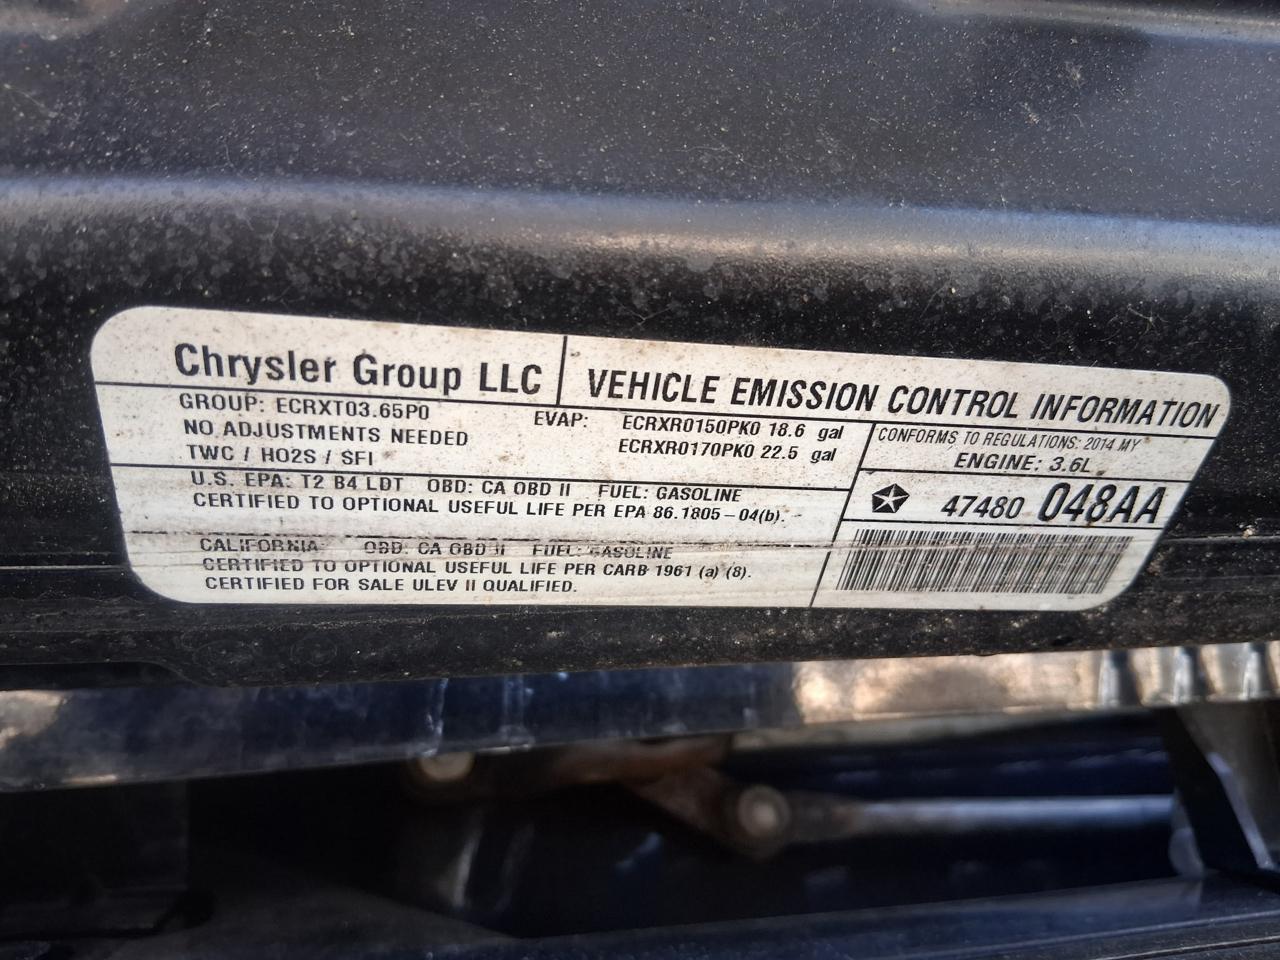 Chrysler Group LLC
VEHICLE EMISSION CONTROL INFORMATION
GROUP: ECRXT03.65P0
NO ADJUSTMENTS NEEDED
TWC / HO2S / SFI
EVAP: ECRXR0150PK0 18.6 gal
ECRXR0170PK0 22.5 gal
CONFORMS TO REGULATIONS: 2014 MY
ENGINE: 3.6L
U.S. EPA: T2 B4 LDT OBD: CA OBD II FUEL: GASOLINE
CERTIFIED TO OPTIONAL USEFUL LIFE PER EPA 86.1805-04(b).
47480 048AA
CALIFORNIA: OBD: CA OBD II FUEL: GASOLINE
CERTIFIED TO OPTIONAL USEFUL LIFE PER CARB 1961 (a) (8).
CERTIFIED FOR SALE ULEV II QUALIFIED.